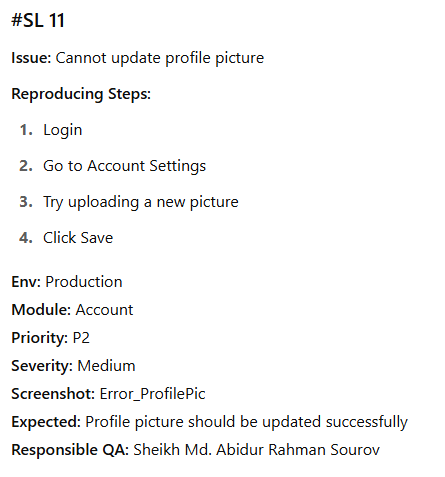 #SL 11
Issue: Cannot update profile picture
Reproducing Steps:
1. Login
2. Go to Account Settings
3. Try uploading a new picture
4. Click Save
Env: Production
Module: Account
Priority: P2
Severity: Medium
Screenshot: Error_ProfilePic
Expected: Profile picture should be updated successfully
Responsible QA: Sheikh Md. Abidur Rahman Sourov